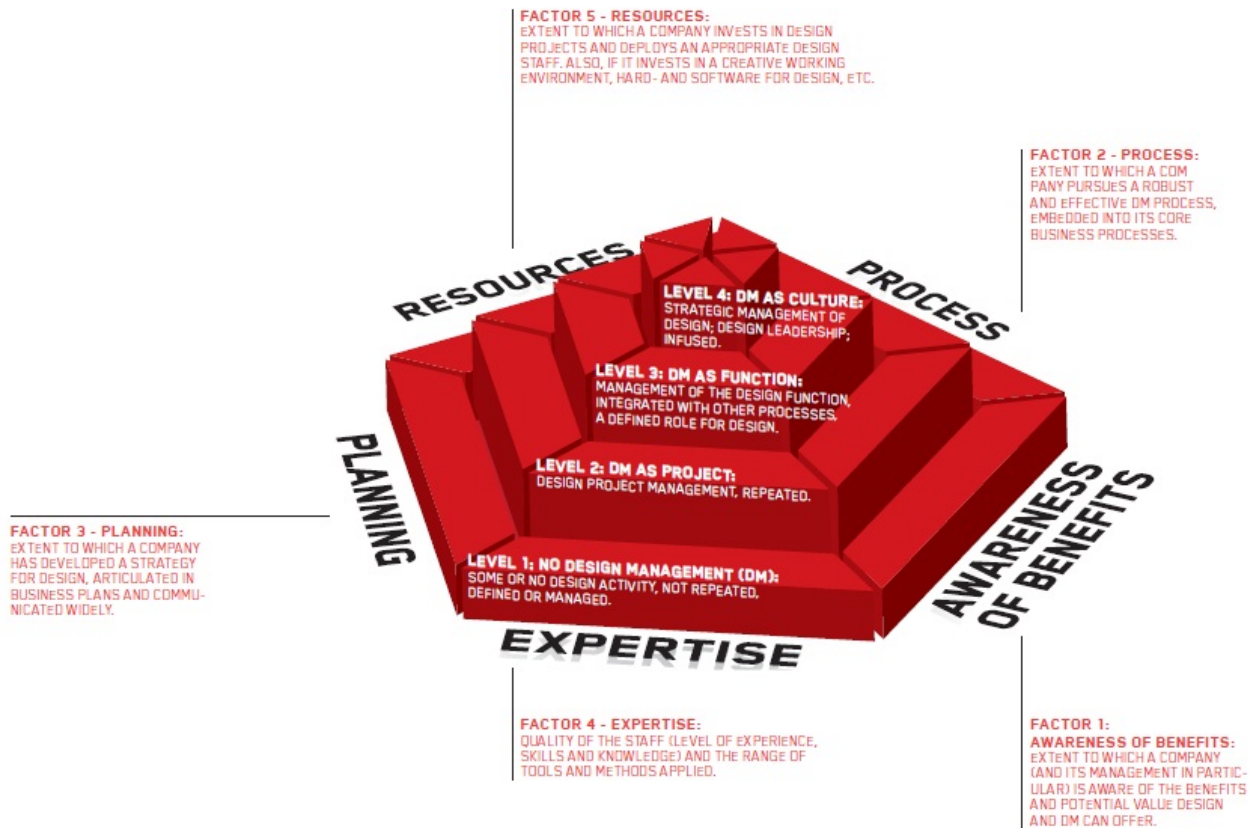 FACTOR 5 - RESOURCES:
EXTENT TO WHICH A COMPANY INVESTS IN DESIGN
PROJECTS AND DEPLOYS AN APPROPRIATE DESIGN
STAFF. ALSO, IF IT INVESTS IN A CREATIVE WORKING
ENVIRONMENT, HARD- AND SOFTWARE FOR DESIGN, ETC.
FACTOR 2 - PROCESS:
EXTENT TO WHICH A COM
PANY PURSUES A ROBUST
AND EFFECTIVE DM PROCESS,
EMBEDDED INTO ITS CORE
BUSINESS PROCESSES.
RESOURCES
PROCESS
LEVEL 4: DM AS CULTURE:
STRATEGIC MANAGEMENT OF
DESIGN; DESIGN LEADERSHIP;
INFUSED.
LEVEL 3: DM AS FUNCTION:
MANAGEMENT OF THE DESIGN FUNCTION,
INTEGRATED WITH OTHER PROCESSES,
A DEFINED ROLE FOR DESIGN.
LEVEL 2: DM AS PROJECT:
DESIGN PROJECT MANAGEMENT, REPEATED.
LEVEL 1: NO DESIGN MANAGEMENT (DM):
SOME OR NO DESIGN ACTIVITY, NOT REPEATED,
DEFINED OR MANAGED.
PLANNING
AWARENESS
OF BENEFITS
EXPERTISE
FACTOR 3 - PLANNING:
EXTENT TO WHICH A COMPANY
HAS DEVELOPED A STRATEGY
FOR DESIGN, ARTICULATED IN
BUSINESS PLANS AND COMMU-
NICATED WIDELY.
FACTOR 4 - EXPERTISE:
QUALITY OF THE STAFF (LEVEL OF EXPERIENCE,
SKILLS AND KNOWLEDGE) AND THE RANGE OF
TOOLS AND METHODS APPLIED.
FACTOR 1:
AWARENESS OF BENEFITS:
EXTENT TO WHICH A COMPANY
(AND ITS MANAGEMENT IN PARTIC-
ULAR) IS AWARE OF THE BENEFITS
AND POTENTIAL VALUE DESIGN
AND DM CAN OFFER.